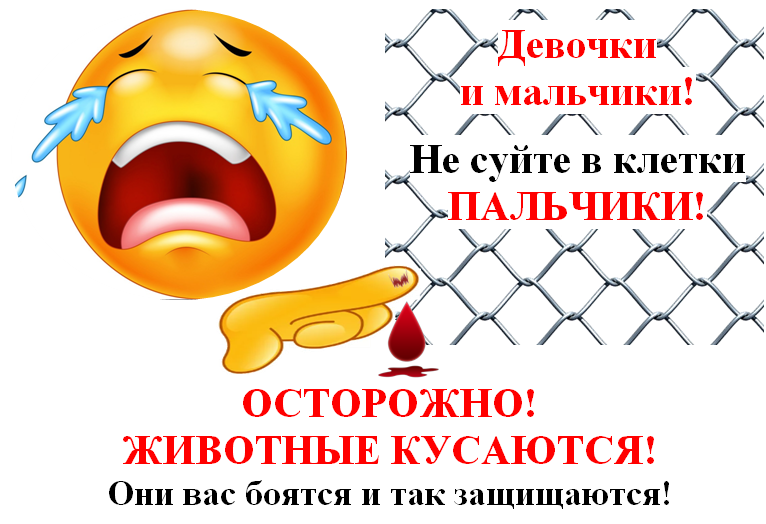 Девочки
и мальчики!
Не суйте в клетки
ПАЛЬЧИКИ!
ОСТОРОЖНО!
ЖИВОТНЫЕ КУСАЮТСЯ!
Они вас боятся и так защищаются!